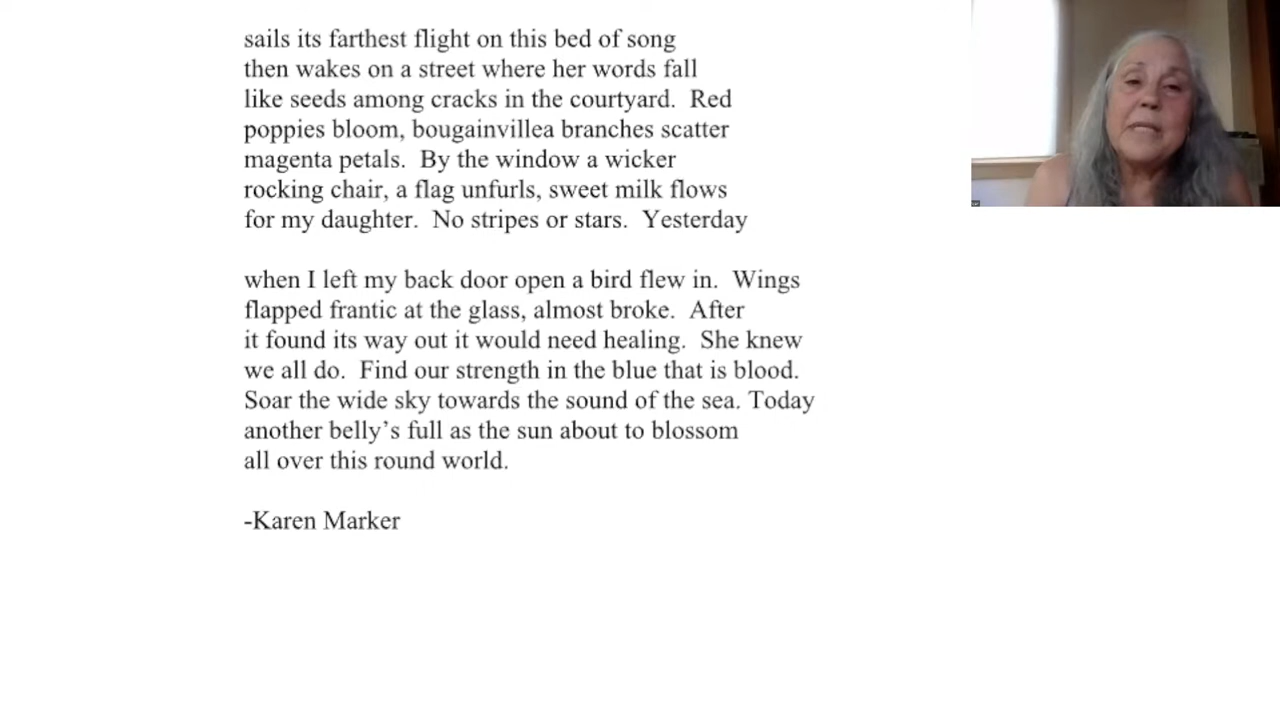 sails its farthest flight on this bed of song
then wakes on a street where her words fall
like seeds among cracks in the courtyard.  Red
poppies bloom, bougainvillea branches scatter
magenta petals.  By the window a wicker
rocking chair, a flag unfurls, sweet milk flows
for my daughter.  No stripes or stars.  Yesterday
when I left my back door open a bird flew in.  Wings
flapped frantic at the glass, almost broke.  After
it found its way out it would need healing.  She knew
we all do.  Find our strength in the blue that is blood.
Soar the wide sky towards the sound of the sea. Today
another belly’s full as the sun about to blossom
all over this round world.
-Karen Marker